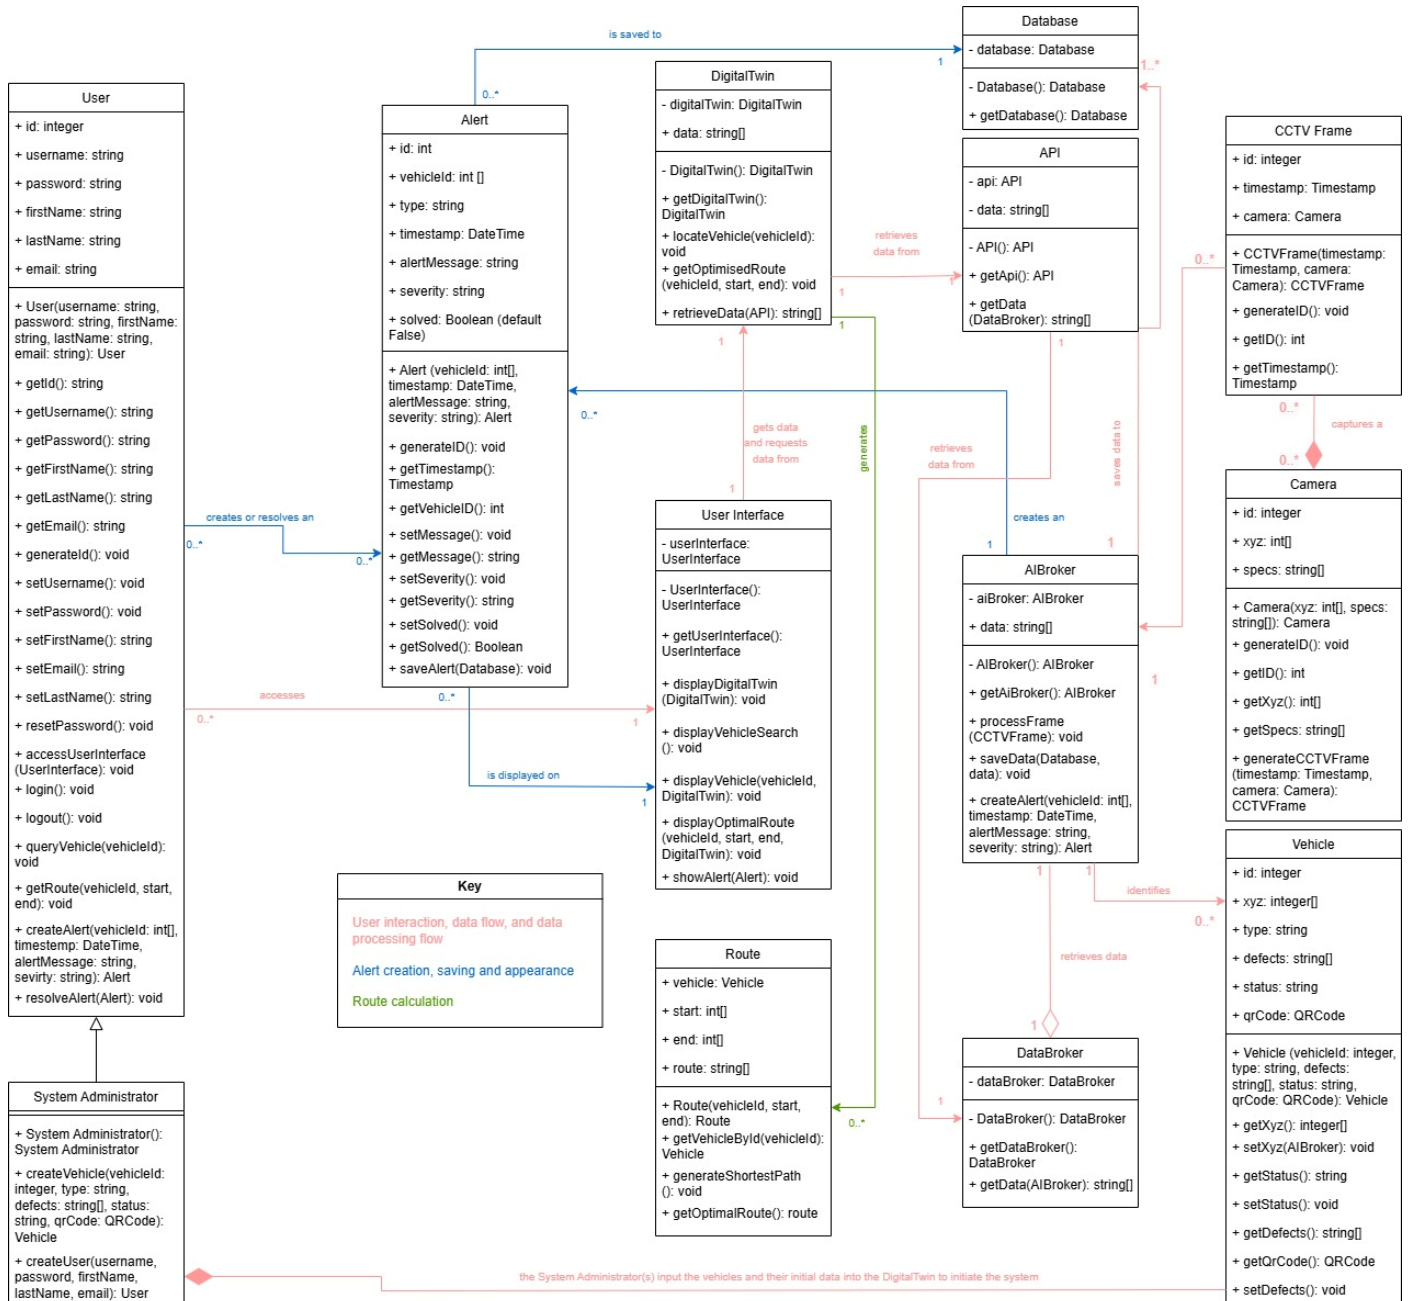 User
+ id: integer
+ username: string
+ password: string
+ firstName: string
+ lastName: string
+ email: string
+ User(username: string,
password: string, firstName:
string, lastName: string,
email: string): User
+ getId(): string
+ getUsername(): string
+ getPassword(): string
+ getFirstName(): string
+ getLastName(): string
+ getEmail(): string
+ generateId(): void
+ setUsername(): void
+ setPassword(): void
+ setFirstName(): string
+ setEmail(): string
+ setLastName(): string
+ resetPassword(): void
+ accessUserInterface
(UserInterface): void
+ login(): void
+ logout(): void
+ queryVehicle(vehicleId):
void
+ getRoute(vehicleId, start,
end): void
+ createAlert(vehicleId: int[],
timestemp: DateTime,
alertMessage: string,
sevirty: string): Alert
+ resolveAlert(Alert): void
System Administrator
+ System Administrator():
System Administrator
+ createVehicle(vehicleId:
integer, type: string,
defects: string[], status:
string, qrCode: QRCode):
Vehicle
+ createUser(username,
password, firstName,
lastName, email): User
creates or resolves an
0..*
0..*
accesses
0..*
1
Alert
+ id: int
+ vehicleId: int []
+ type: string
+ timestamp: DateTime
+ alertMessage: string
+ severity: string
+ solved: Boolean (default
False)
+ Alert (vehicleId: int[],
timestamp: DateTime,
alertMessage: string,
severity: string): Alert
+ generateID(): void
+ getTimestamp():
Timestamp
+ getVehicleID(): int
+ setMessage(): void
+ getMessage(): string
+ setSeverity(): void
+ getSeverity(): string
+ setSolved(): void
+ getSolved(): Boolean
+ saveAlert(Database): void
is saved to
0..*
1
0..*
is displayed on
1
0..*
Key
User interaction, data flow, and data
processing flow
Alert creation, saving and appearance
Route calculation
DigitalTwin
- digitalTwin: DigitalTwin
+ data: string[]
- DigitalTwin(): DigitalTwin
+ getDigitalTwin():
DigitalTwin
+ locateVehicle(vehicleId):
void
+ getOptimisedRoute
(vehicleId, start, end): void
+ retrieveData(API): string[]
retrieves
data from
1
1
1
generates
0..*
1
gets data
and requests
data from
1
User Interface
- userInterface:
UserInterface
- UserInterface():
UserInterface
+ getUserInterface():
UserInterface
+ displayDigitalTwin
(DigitalTwin): void
+ displayVehicleSearch
(): void
+ displayVehicle(vehicleId,
DigitalTwin): void
+ displayOptimalRoute
(vehicleId, start, end,
DigitalTwin): void
+ showAlert(Alert): void
Route
+ vehicle: Vehicle
+ start: int[]
+ end: int[]
+ route: string[]
+ Route(vehicleId, start,
end): Route
+ getVehicleById(vehicleId):
Vehicle
+ generateShortestPath
(): void
+ getOptimalRoute(): route
Database
- database: Database
- Database(): Database
+ getDatabase(): Database
1..*
API
- api: API
- data: string[]
- API(): API
+ getApi(): API
+ getData
(DataBroker): string[]
1
retrieves
data from
1
saves data to
1
creates an
1
AIBroker
- aiBroker: AIBroker
+ data: string[]
- AIBroker(): AIBroker
+ getAiBroker(): AIBroker
+ processFrame
(CCTVFrame): void
+ saveData(Database,
data): void
+ createAlert(vehicleId: int[],
timestamp: DateTime,
alertMessage: string,
severity: string): Alert
1
1
1
identifies
0..*
retrieves data
1
DataBroker
- dataBroker: DataBroker
- DataBroker(): DataBroker
+ getDataBroker():
DataBroker
+ getData(AIBroker): string[]
CCTV Frame
+ id: integer
+ timestamp: Timestamp
+ camera: Camera
+ CCTVFrame(timestamp:
Timestamp, camera:
Camera): CCTVFrame
+ generateID(): void
+ getID(): int
+ getTimestamp():
Timestamp
0..*
0..*
captures a
0..*
Camera
+ id: integer
+ xyz: int[]
+ specs: string[]
+ Camera(xyz: int[], specs:
string[]): Camera
+ generateID(): void
+ getID(): int
+ getXyz(): int[]
+ getSpecs: string[]
+ generateCCTVFrame
(timestamp: Timestamp,
camera: Camera):
CCTVFrame
Vehicle
+ id: integer
+ xyz: integer[]
+ type: string
+ defects: string[]
+ status: string
+ qrCode: QRCode
+ Vehicle (vehicleId: integer,
type: string, defects:
string[], status: string,
qrCode: QRCode): Vehicle
+ getXyz(): integer[]
+ setXyz(AIBroker): void
+ getStatus(): string
+ setStatus(): void
+ getDefects(): string[]
+ getQrCode(): QRCode
+ setDefects(): void
the System Administrator(s) input the vehicles and their initial data into the DigitalTwin to initiate the system